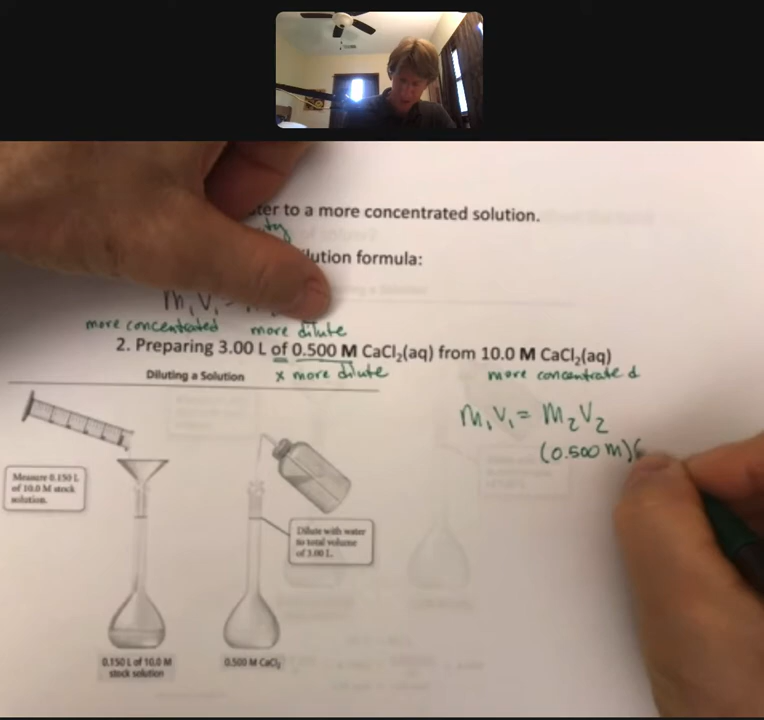 ter to a more concentrated solution.
ty
ution formula:
M₁V₁ =
more concentrated more dilute
2. Preparing 3.00 L of 0.500 M CaCl₂(aq) from 10.0 M CaCl₂(aq)
Diluting a Solution x more dilute more concentrated
M₁V₁ = M₂V₂
(0.500 M)(
Measure 0.150 L
of 10.0 M stock
solution.
Dilute with water
to total volume
of 3.00 L.
0.150 L of 10.0 M
stock solution
0.500 M CaCl₂